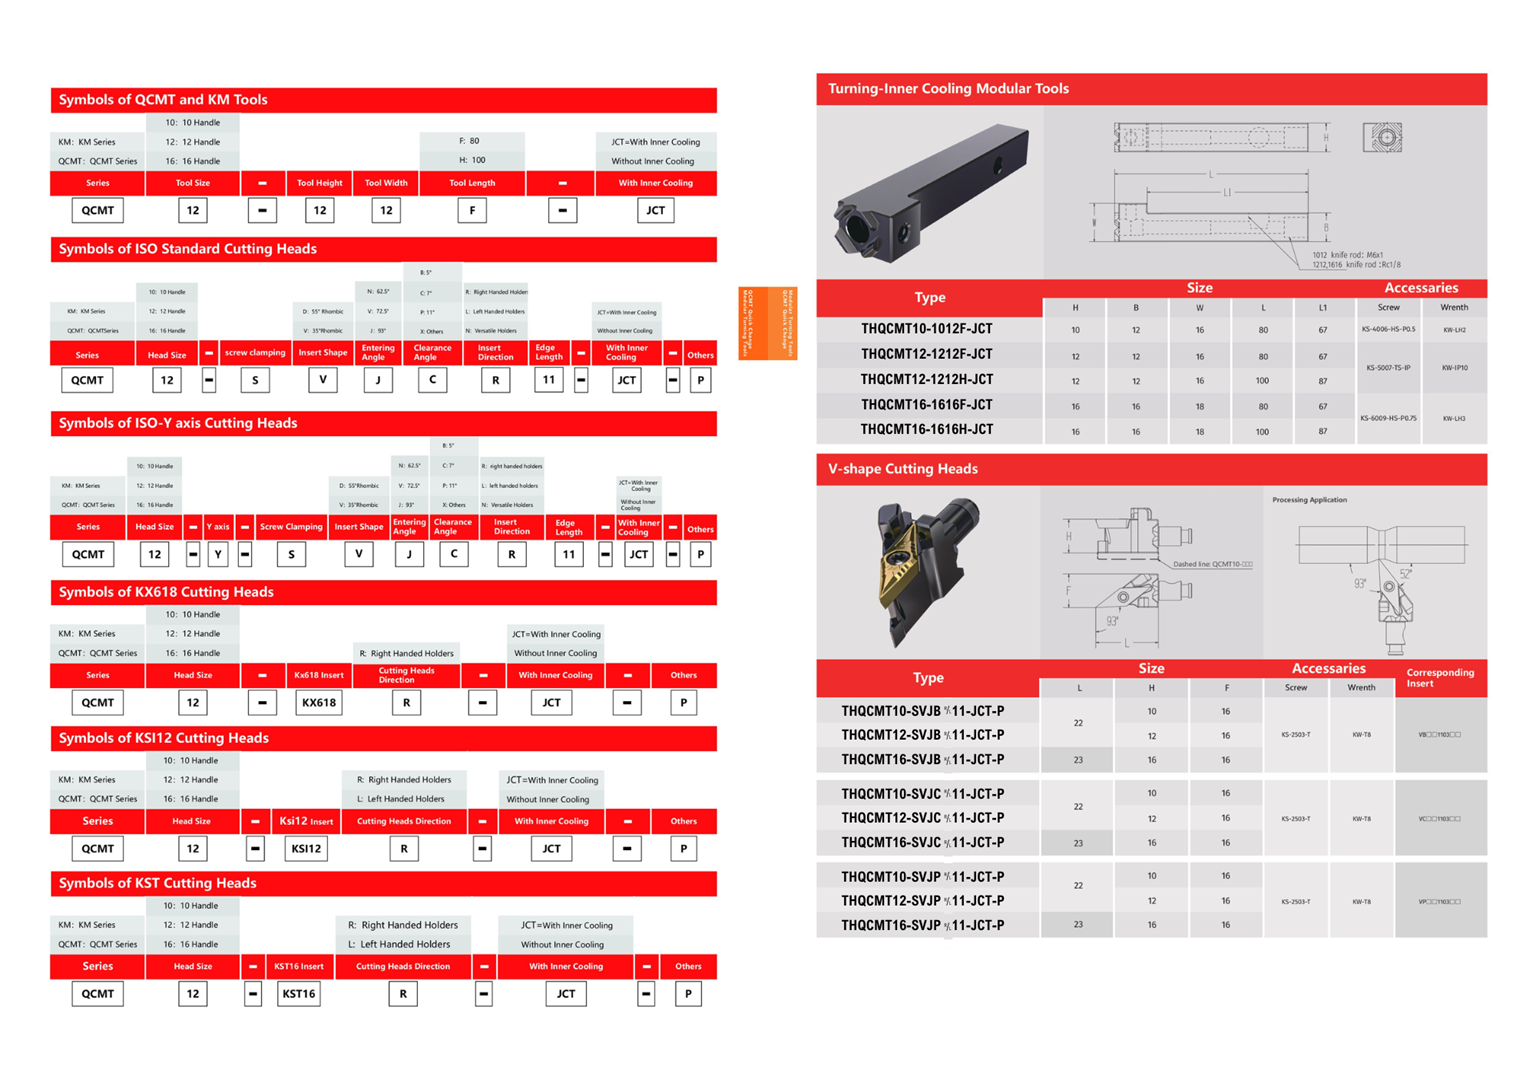 Symbols of QCMT and KM Tools
10: 10 Handle
KM: KM Series 12: 12 Handle F: 80 JCT=With Inner Cooling
QCMT: QCMT Series 16: 16 Handle H: 100 Without Inner Cooling
Series Tool Size - Tool Height Tool Width Tool Length - With Inner Cooling
QCMT 12 - 12 12 F - JCT
Symbols of ISO Standard Cutting Heads
B: 5°
10: 10 Handle N: 62.5° C: 7° R: Right Handed Holders
KM: KM Series 12: 12 Handle D: 55° Rhombic V: 72.5° P: 11° L: Left Handed Holders JCT=With Inner Cooling
QCMT: QCMTSeries 16: 16 Handle V: 35°Rhombic J: 93° X: Others N: Versatile Holders Without Inner Cooling
Series Head Size - screw clamping Insert Shape Entering Angle Clearance Angle Insert Direction Edge Length - With Inner Cooling - Others
QCMT 12 - S V J C R 11 - JCT - P
Symbols of ISO-Y axis Cutting Heads
B: 5°
10: 10 Handle N: 62.5° C: 7° R: right handed holders
KM: KM Series 12: 12 Handle D: 55°Rhombic V: 72.5° P: 11° L: left handed holders JCT=With Inner Cooling
QCMT: QCMT Series 16: 16 Handle V: 35°Rhombic J: 93° X: Others N: Versatile Holders Without Inner Cooling
Series Head Size - Y axis - Screw Clamping Insert Shape Entering Angle Clearance Angle Insert Direction Edge Length - With Inner Cooling - Others
QCMT 12 - Y - S V J C R 11 - JCT - P
Symbols of KX618 Cutting Heads
10: 10 Handle
KM: KM Series 12: 12 Handle JCT=With Inner Cooling
QCMT: QCMT Series 16: 16 Handle R: Right Handed Holders Without Inner Cooling
Series Head Size - Kx618 Insert Cutting Heads Direction - With Inner Cooling - Others
QCMT 12 - KX618 R - JCT - P
Symbols of KSI12 Cutting Heads
10: 10 Handle
KM: KM Series 12: 12 Handle R: Right Handed Holders JCT=With Inner Cooling
QCMT: QCMT Series 16: 16 Handle L: Left Handed Holders Without Inner Cooling
Series Head Size - Ksi12 Insert Cutting Heads Direction - With Inner Cooling - Others
QCMT 12 - KSI12 R - JCT - P
Symbols of KST Cutting Heads
10: 10 Handle
KM: KM Series 12: 12 Handle R: Right Handed Holders JCT=With Inner Cooling
QCMT: QCMT Series 16: 16 Handle L: Left Handed Holders Without Inner Cooling
Series Head Size - KST16 Insert Cutting Heads Direction - With Inner Cooling - Others
QCMT 12 - KST16 R - JCT - P
QCMT Quick Change
Modular Turning Tools
Modular Turning Tools
QCMT Quick Change
Turning-Inner Cooling Modular Tools
H
L
L1
W B
1012 knife rod: M6x1
1212,1616 knife rod :Rc1/8
Type Size Accessaries
H B W L L1 Screw Wrenth
THQCMT10-1012F-JCT 10 12 16 80 67 KS-4006-HS-P0.5 KW-LH2
THQCMT12-1212F-JCT 12 12 16 80 67
KS-5007-TS-IP KW-IP10
THQCMT12-1212H-JCT 12 12 16 100 87
THQCMT16-1616F-JCT 16 16 18 80 67
KS-6009-HS-P0.75 KW-LH3
THQCMT16-1616H-JCT 16 16 18 100 87
V-shape Cutting Heads
Processing Application
H
Dashed line: QCMT10-□□□
F
93°
L
93° 52°
Type Size Accessaries Corresponding Insert
L H F Screw Wrenth
THQCMT10-SVJB R/L 11-JCT-P 10 16
22
THQCMT12-SVJB R/L 11-JCT-P 12 16 KS-2503-T KW-T8 VB□□1103□□
THQCMT16-SVJB R/L 11-JCT-P 23 16 16
THQCMT10-SVJC R/L 11-JCT-P 10 16
22
THQCMT12-SVJC R/L 11-JCT-P 12 16 KS-2503-T KW-T8 VC□□1103□□
THQCMT16-SVJC R/L 11-JCT-P 23 16 16
THQCMT10-SVJP R/L 11-JCT-P 10 16
22
THQCMT12-SVJP R/L 11-JCT-P 12 16 KS-2503-T KW-T8 VP□□1103□□
THQCMT16-SVJP R/L 11-JCT-P 23 16 16